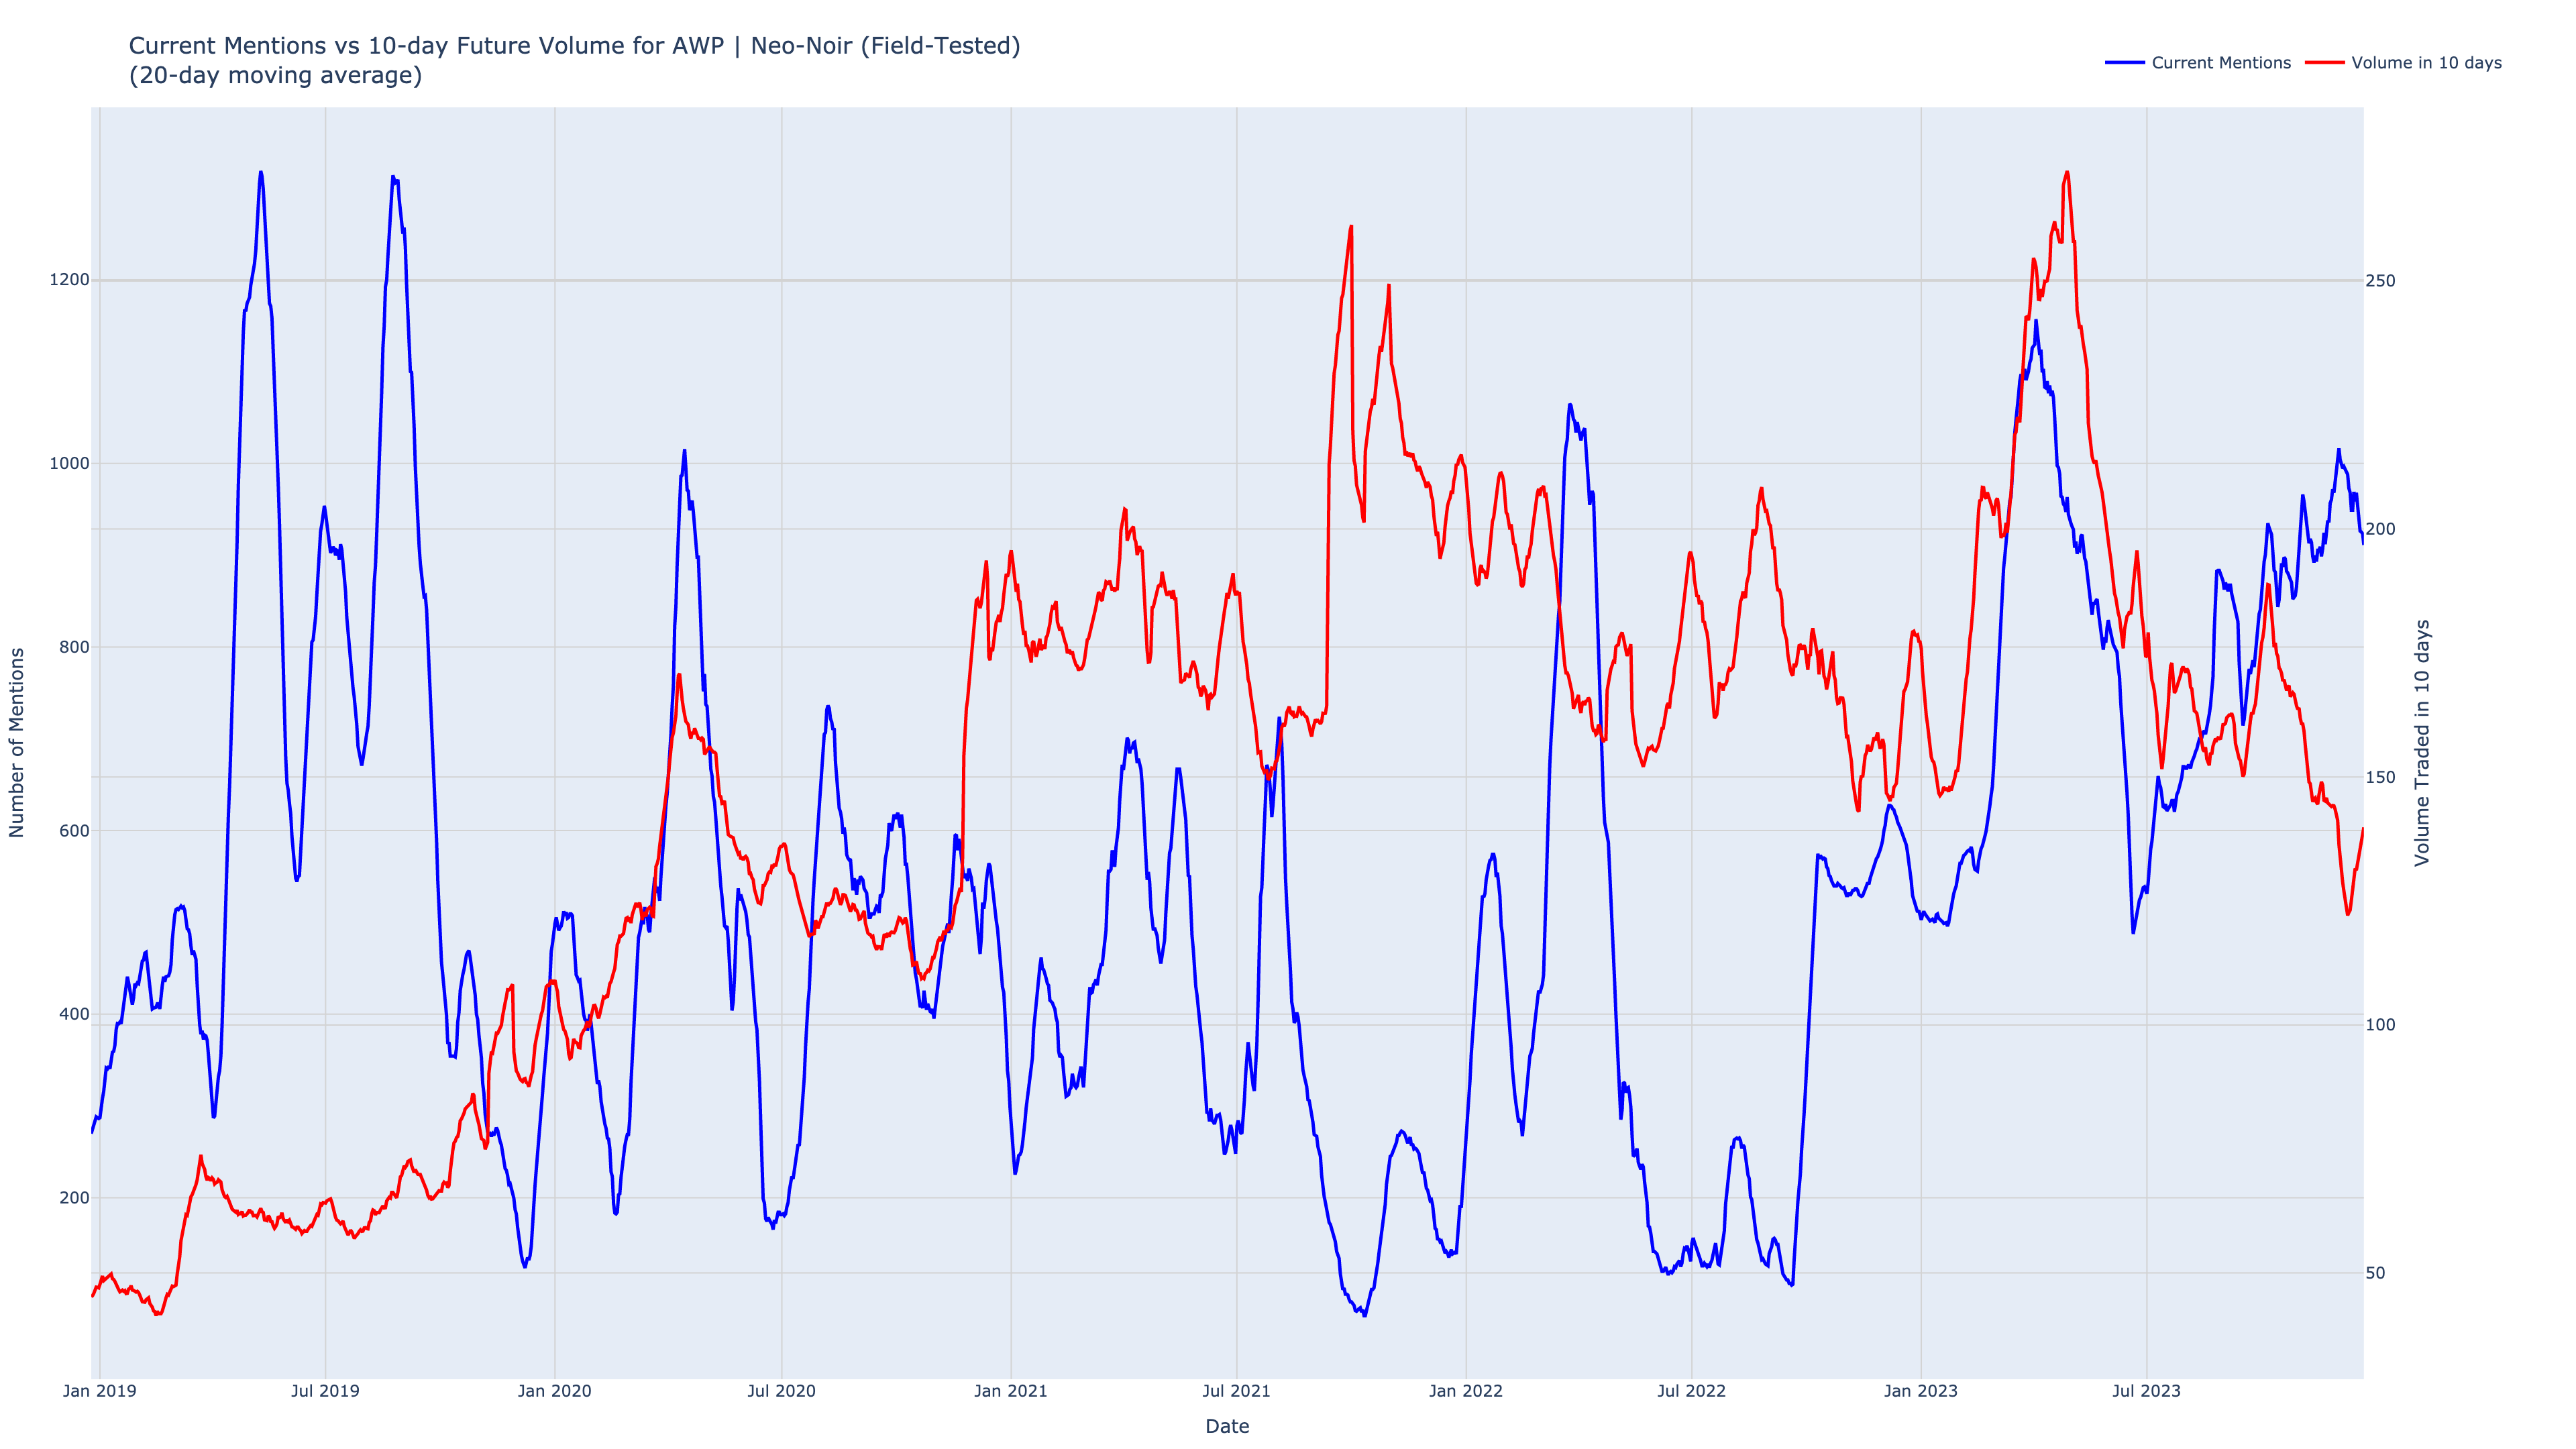 Current Mentions vs 10-day Future Volume for AWP | Neo-Noir (Field-Tested)
(20-day moving average)
Current Mentions
Volume in 10 days
Number of Mentions
1200
1000
800
600
400
200
250
200
150
100
50
Volume Traded in 10 days
Jan 2019
Jul 2019
Jan 2020
Jul 2020
Jan 2021
Jul 2021
Jan 2022
Jul 2022
Jan 2023
Jul 2023
Date